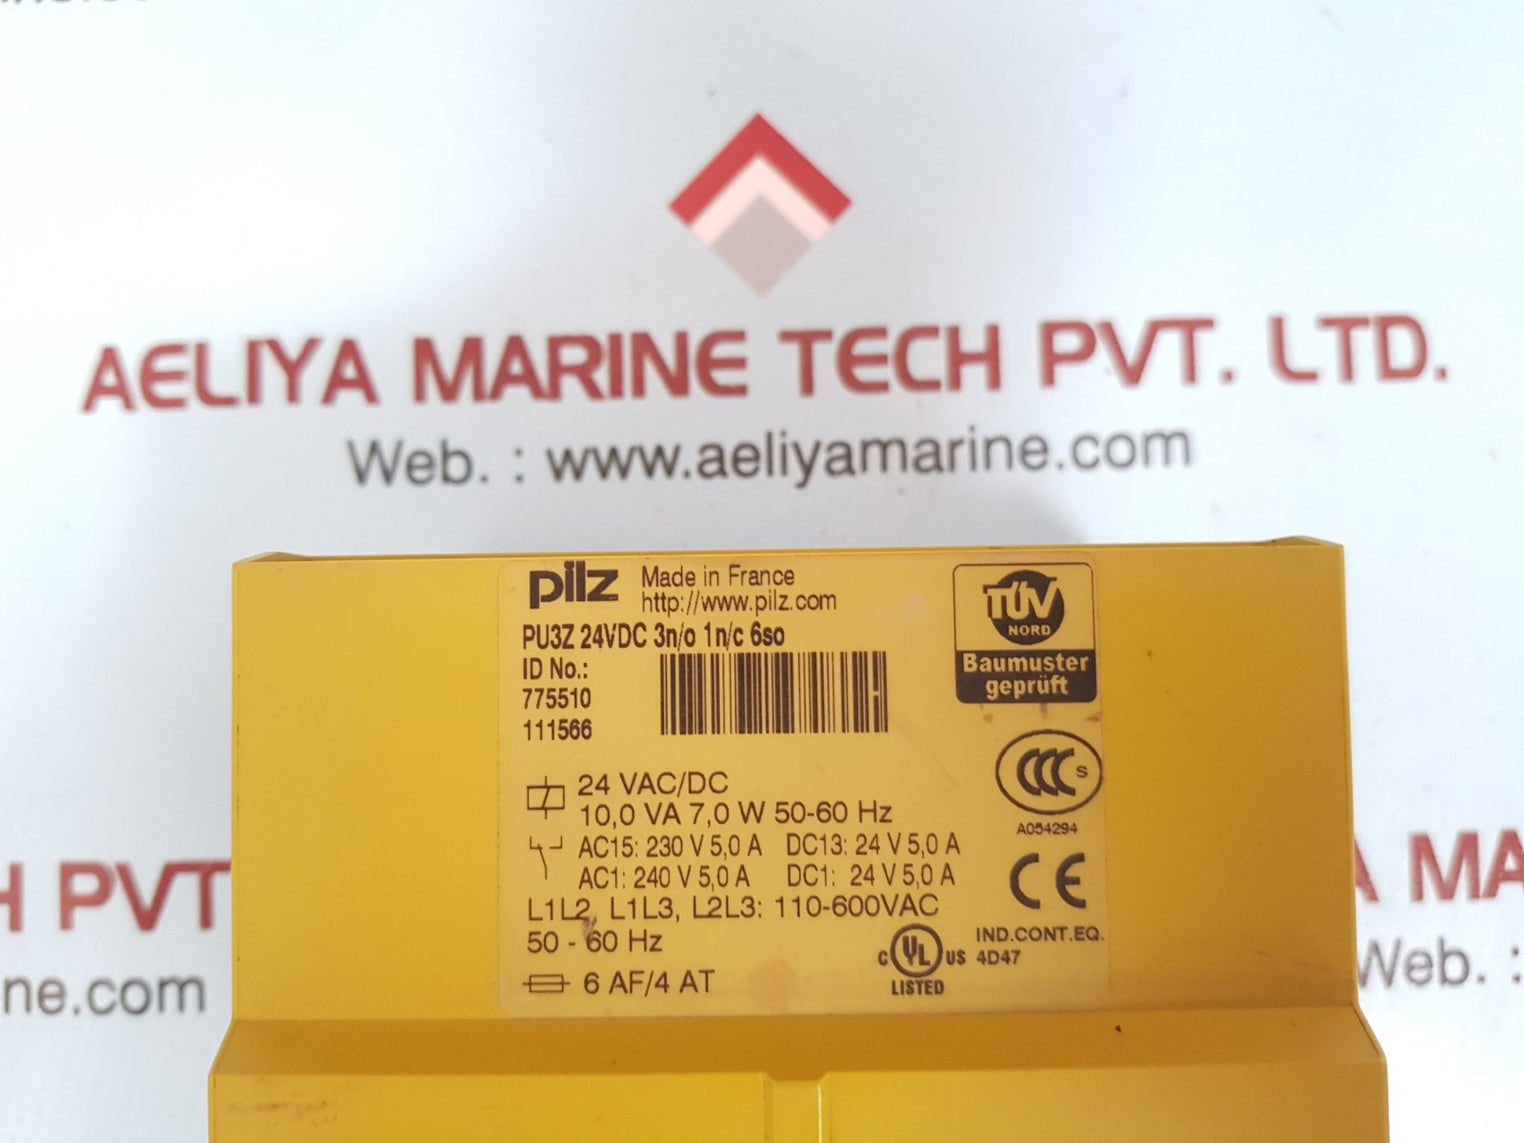 AELIYA MARINE TECH PVT. LTD.
Web. : www.aeliyamarine.com
pilz
Made in France
http://www.pilz.com
PU3Z 24VDC 3n/o 1n/c 6so
ID No.:
775510
111566
TÜV
NORD
Baumuster
geprüft
24 VAC/DC
10,0 VA 7,0 W 50-60 Hz
AC15: 230 V 5,0 A DC13: 24 V 5,0 A
AC1: 240 V 5,0 A DC1: 24 V 5,0 A
L1L2, L1L3, L2L3: 110-600VAC
50 - 60 Hz
6 AF/4 AT
CCC S
A054294
CE
C UL US
LISTED
IND.CONT.EQ.
4D47
H PVT
ne.com
A MA
Web. :